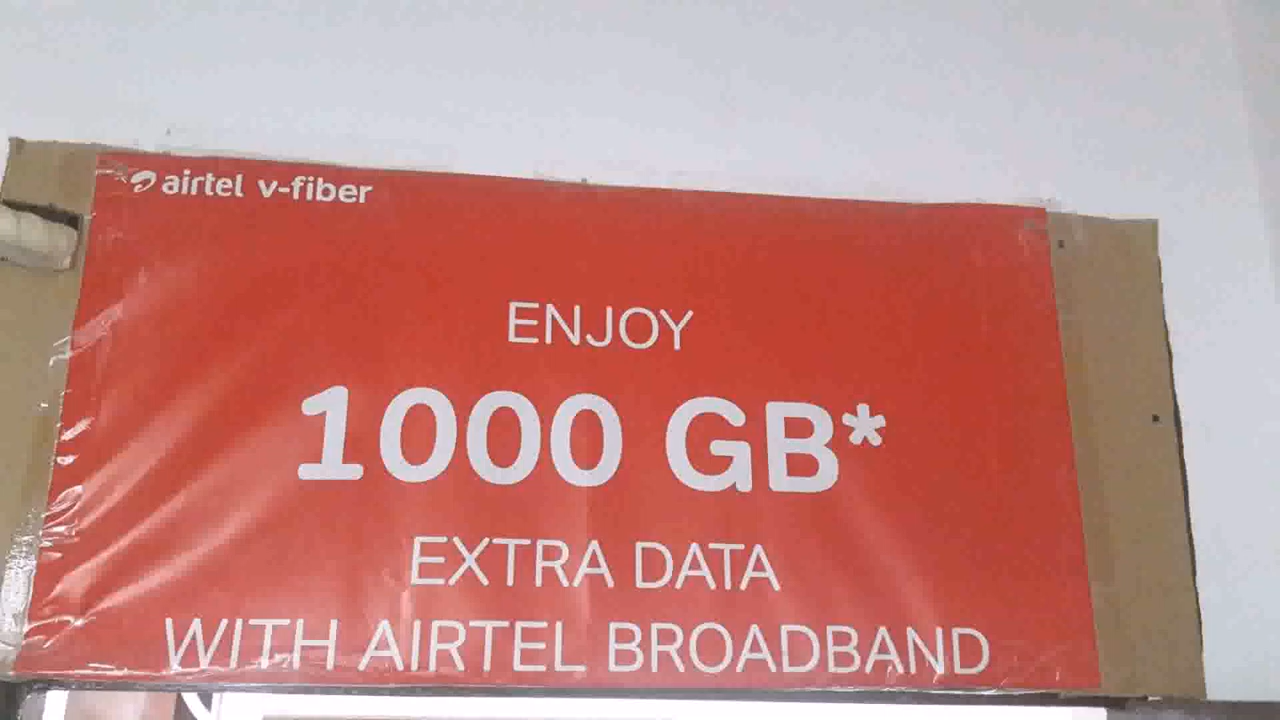 airtel v-fiber
ENJOY
1000 GB*
EXTRA DATA
WITH AIRTEL BROADBAND